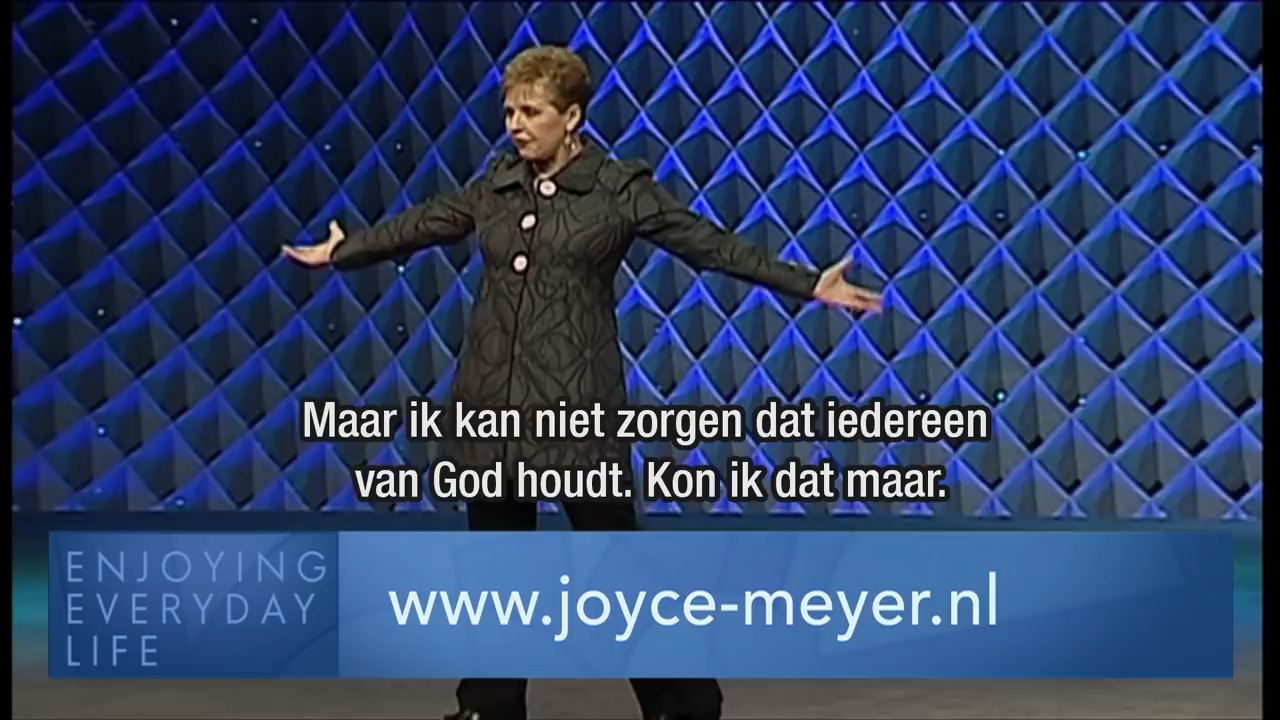 Maar ik kan niet zorgen dat iedereen
van God houdt. Kon ik dat maar.
ENJOYING
EVERYDAY
LIFE
www.joyce-meyer.nl